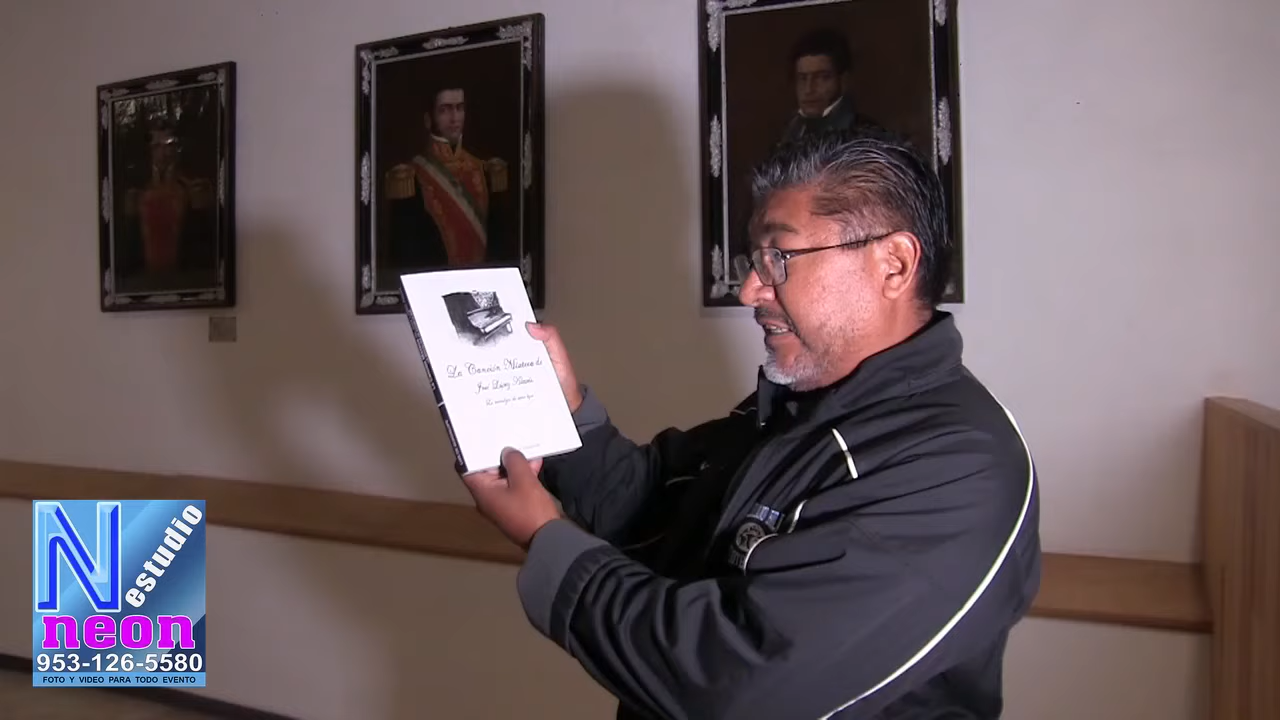 La Canción Mixteca de
José López Alavés
N estudio
neon
953-126-5580
FOTO Y VIDEO PARA TODO EVENTO